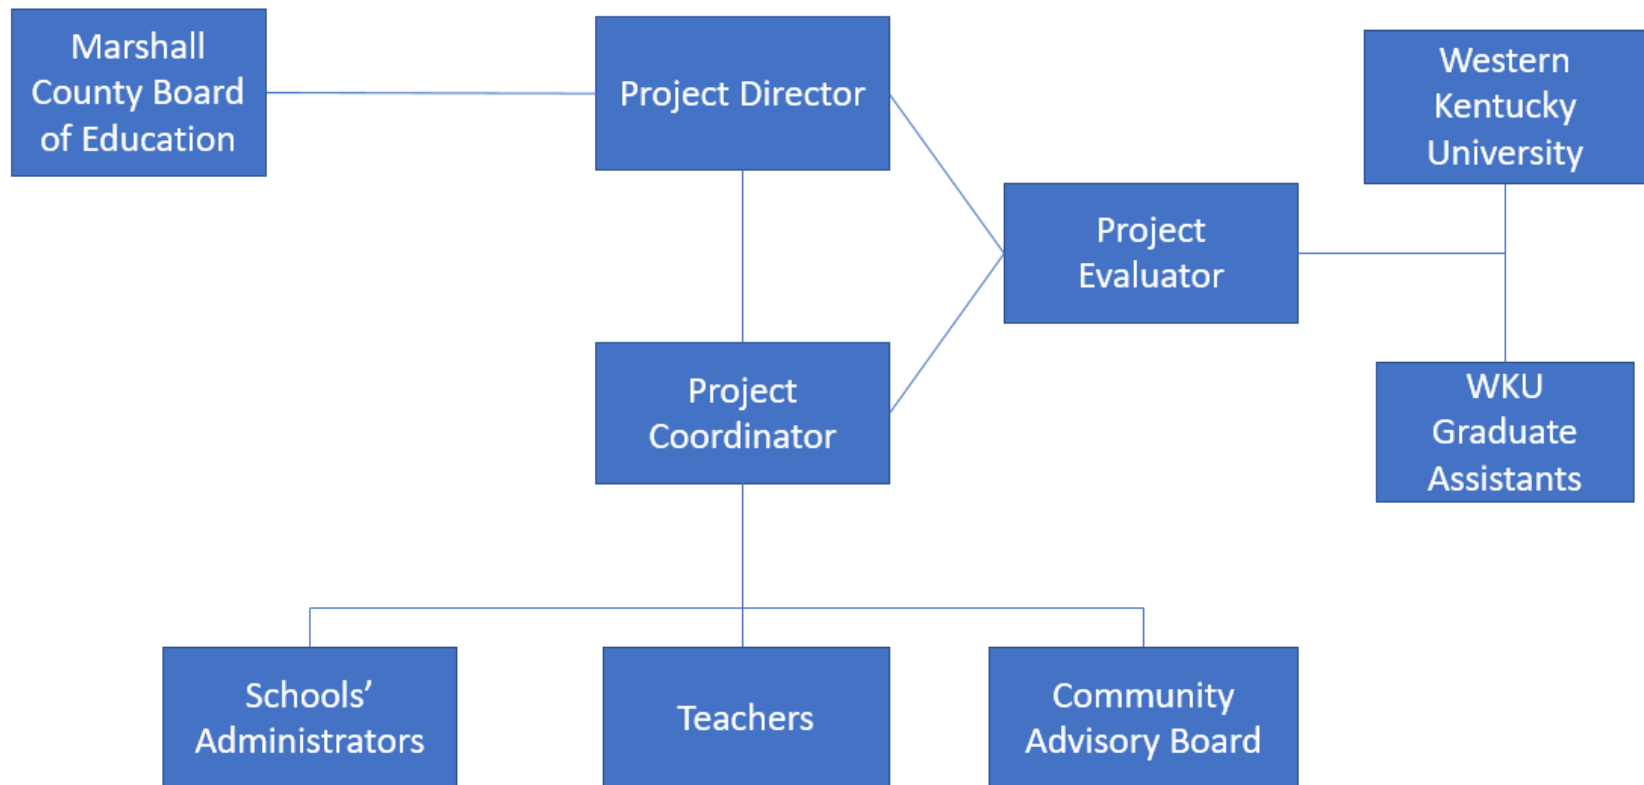 Marshall
County Board
of Education
Project Director
Western
Kentucky
University
Project
Evaluator
Project
Coordinator
WKU
Graduate
Assistants
Schools’
Administrators
Teachers
Community
Advisory Board